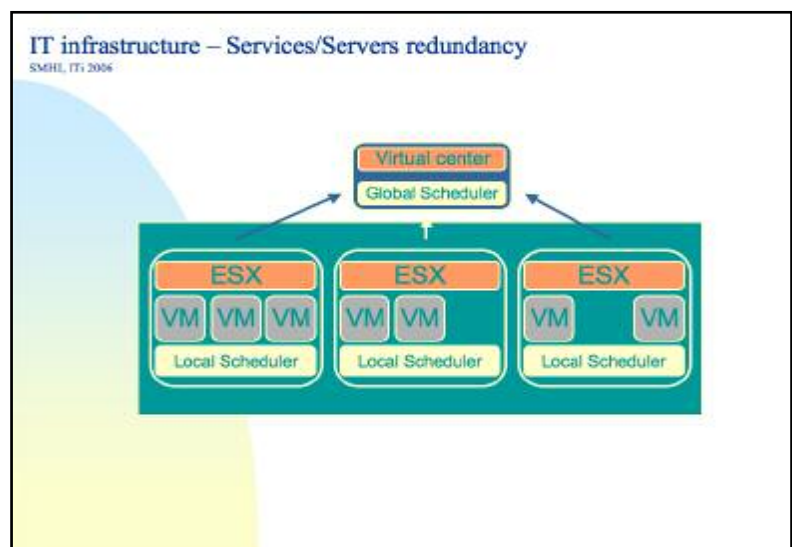 IT infrastructure – Services/Servers redundancy
SMHI, ITi 2006
Virtual center
Global Scheduler
ESX
VM VM VM
Local Scheduler
ESX
VM VM
Local Scheduler
ESX
VM VM
Local Scheduler